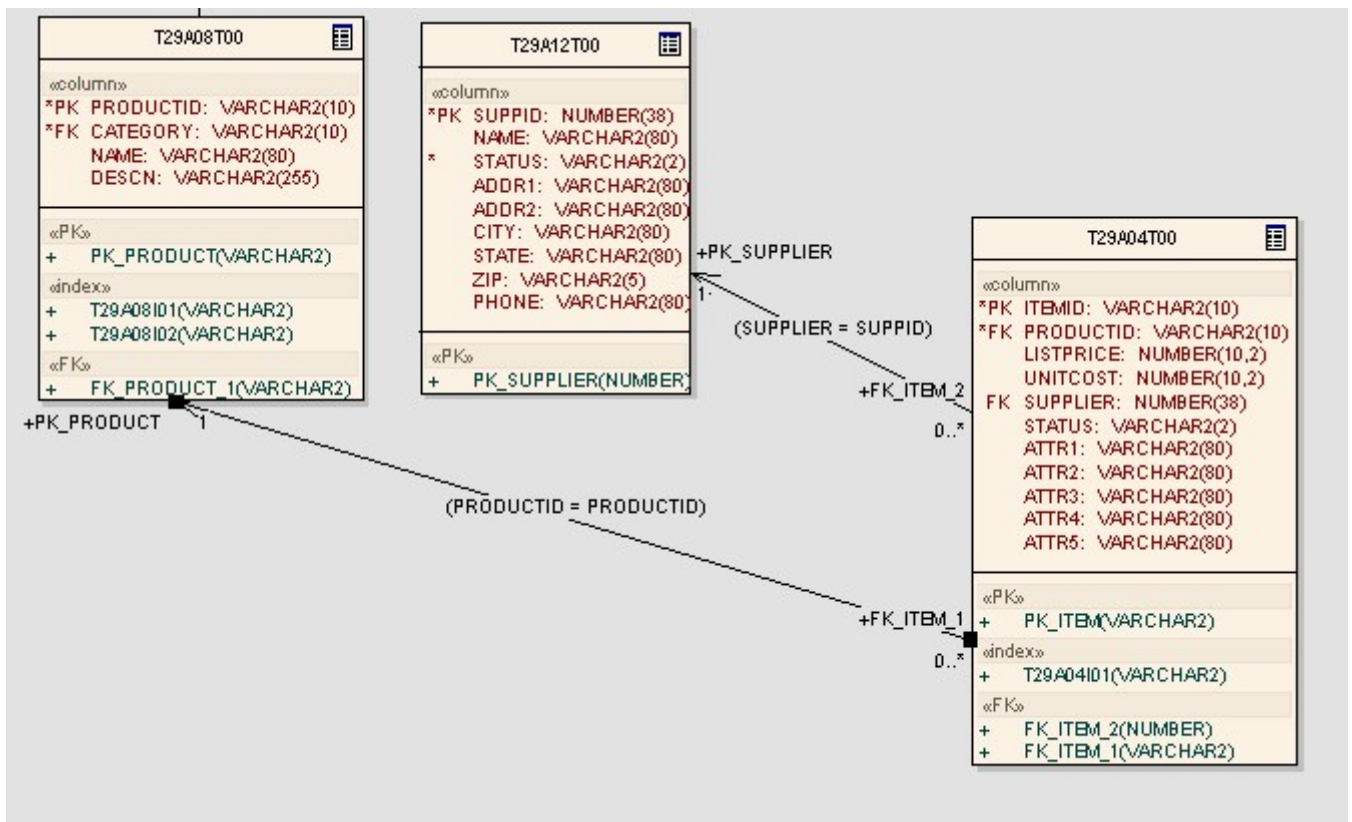 T29A08T00
«column»
*PK PRODUCTID: VARCHAR2(10)
*FK CATEGORY: VARCHAR2(10)
NAME: VARCHAR2(80)
DESCN: VARCHAR2(255)
«PK»
+ PK_PRODUCT(VARCHAR2)
«index»
+ T29A08I01(VARCHAR2)
+ T29A08I02(VARCHAR2)
«FK»
+ FK_PRODUCT_1(VARCHAR2)
+PK_PRODUCT 1
T29A12T00
«column»
*PK SUPPID: NUMBER(38)
NAME: VARCHAR2(80)
* STATUS: VARCHAR2(2)
ADDR1: VARCHAR2(80)
ADDR2: VARCHAR2(80)
CITY: VARCHAR2(80)
STATE: VARCHAR2(80)
ZIP: VARCHAR2(5)
PHONE: VARCHAR2(80)
«PK»
+ PK_SUPPLIER(NUMBER)
+PK_SUPPLIER
1
(SUPPLIER = SUPPID)
+FK_ITEM_2
0..*
(PRODUCTID = PRODUCTID)
+FK_ITEM_1
0..*
T29A04T00
«column»
*PK ITEMID: VARCHAR2(10)
*FK PRODUCTID: VARCHAR2(10)
LISTPRICE: NUMBER(10,2)
UNITCOST: NUMBER(10,2)
FK SUPPLIER: NUMBER(38)
STATUS: VARCHAR2(2)
ATTR1: VARCHAR2(80)
ATTR2: VARCHAR2(80)
ATTR3: VARCHAR2(80)
ATTR4: VARCHAR2(80)
ATTR5: VARCHAR2(80)
«PK»
+ PK_ITEM(VARCHAR2)
«index»
+ T29A04I01(VARCHAR2)
«FK»
+ FK_ITEM_2(NUMBER)
+ FK_ITEM_1(VARCHAR2)